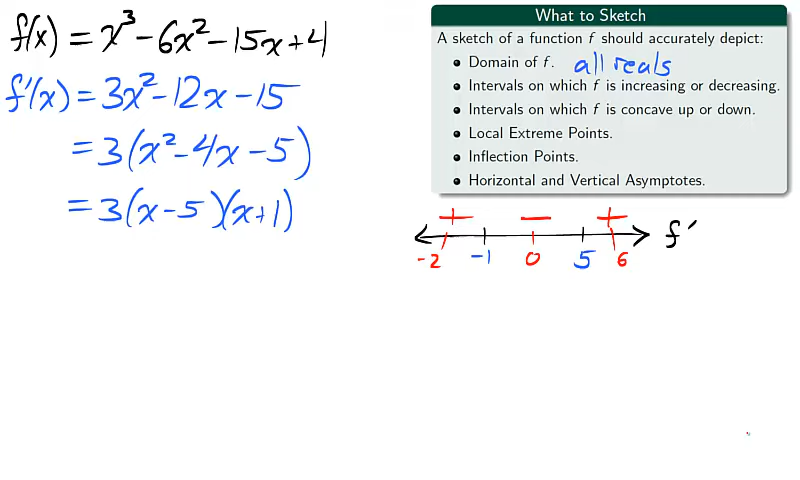 f(x) = x³ - 6x² - 15x + 4
f'(x) = 3x² - 12x - 15
= 3(x² - 4x - 5)
= 3(x - 5)(x + 1)
What to Sketch
A sketch of a function f should accurately depict:
• Domain of f. all reals
• Intervals on which f is increasing or decreasing.
• Intervals on which f is concave up or down.
• Local Extreme Points.
• Inflection Points.
• Horizontal and Vertical Asymptotes.
+ − +
f'
-2 -1 0 5 6